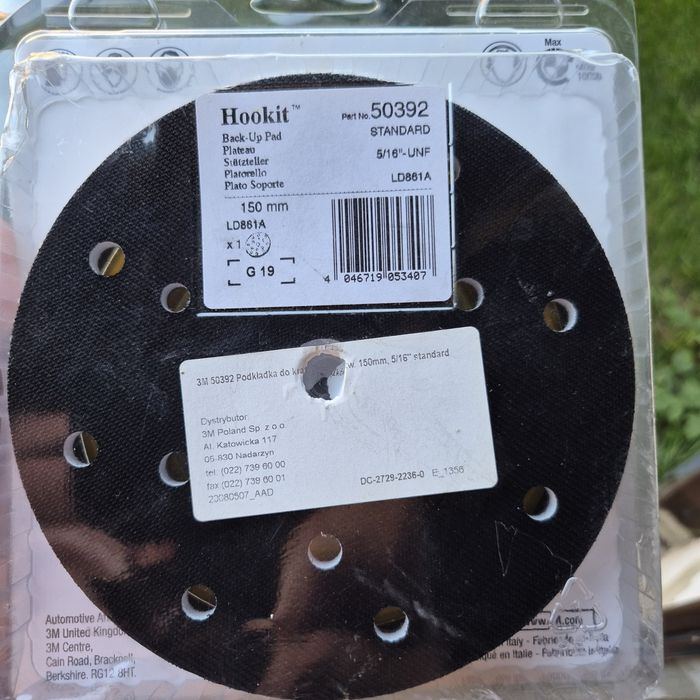 Max
Hookit™
Part No. 50392
Back-Up Pad
STANDARD
Plateau
Stützteller
5/16"-UNF
Platorello
Plato Soporte
LD861A
150 mm
LD861A
x 1
G 19
4 046719 053407
3M 50392 Podkładka do 150mm, 5/16" standard
Dystrybutor:
3M Poland Sp. z o.o.
Al. Katowicka 117
05-830 Nadarzyn
tel. (022) 739 60 00
fax (022) 739 60 01
20080507_AAD
DC-2729-2236-0 E_1356
Automotive
3M United
3M Centre,
Cain Road, Bracknell,
Berkshire. RG12 8HT.